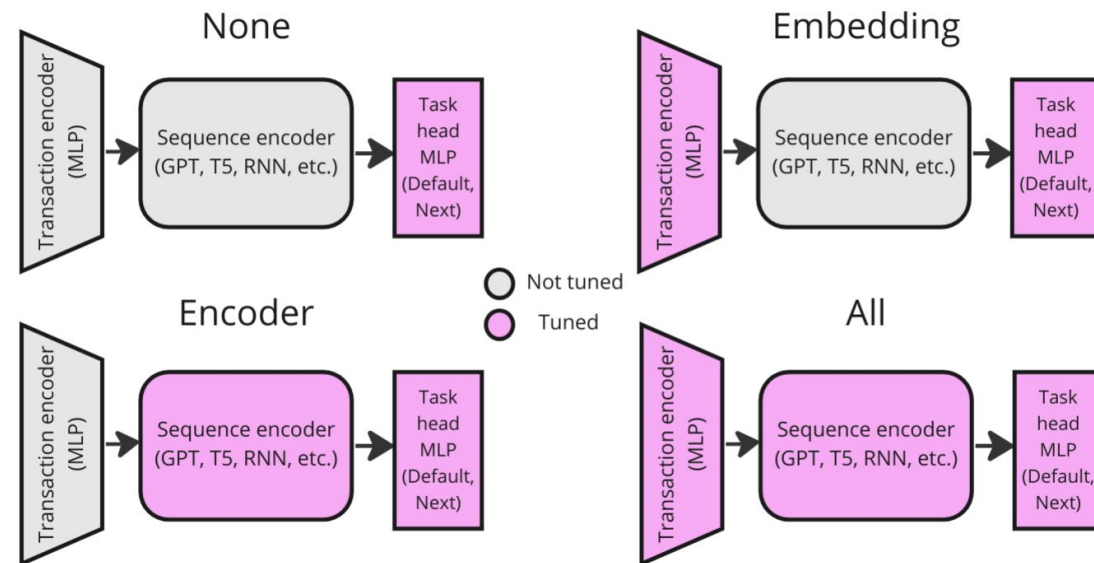 None
Transaction encoder
(MLP)
Sequence encoder
(GPT, T5, RNN, etc.)
Task
head
MLP
(Default,
Next)
Embedding
Transaction encoder
(MLP)
Sequence encoder
(GPT, T5, RNN, etc.)
Task
head
MLP
(Default,
Next)
Not tuned
Tuned
Encoder
Transaction encoder
(MLP)
Sequence encoder
(GPT, T5, RNN, etc.)
Task
head
MLP
(Default,
Next)
All
Transaction encoder
(MLP)
Sequence encoder
(GPT, T5, RNN, etc.)
Task
head
MLP
(Default,
Next)